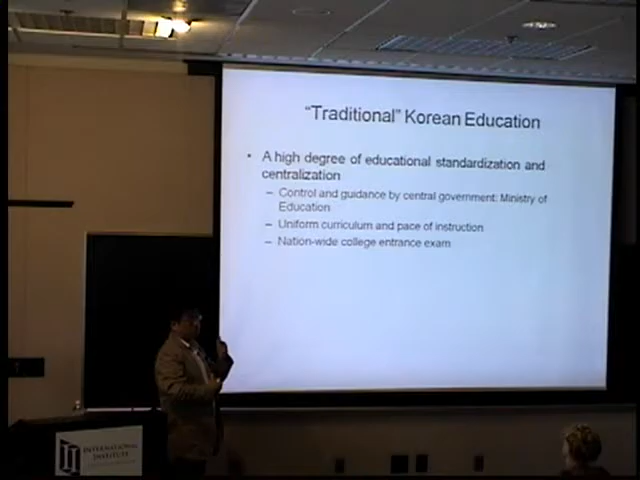 "Traditional" Korean Education
• A high degree of educational standardization and
centralization
– Control and guidance by central government: Ministry of
Education
– Uniform curriculum and pace of instruction
– Nation-wide college entrance exam
INTERNATIONAL
INSTITUTE